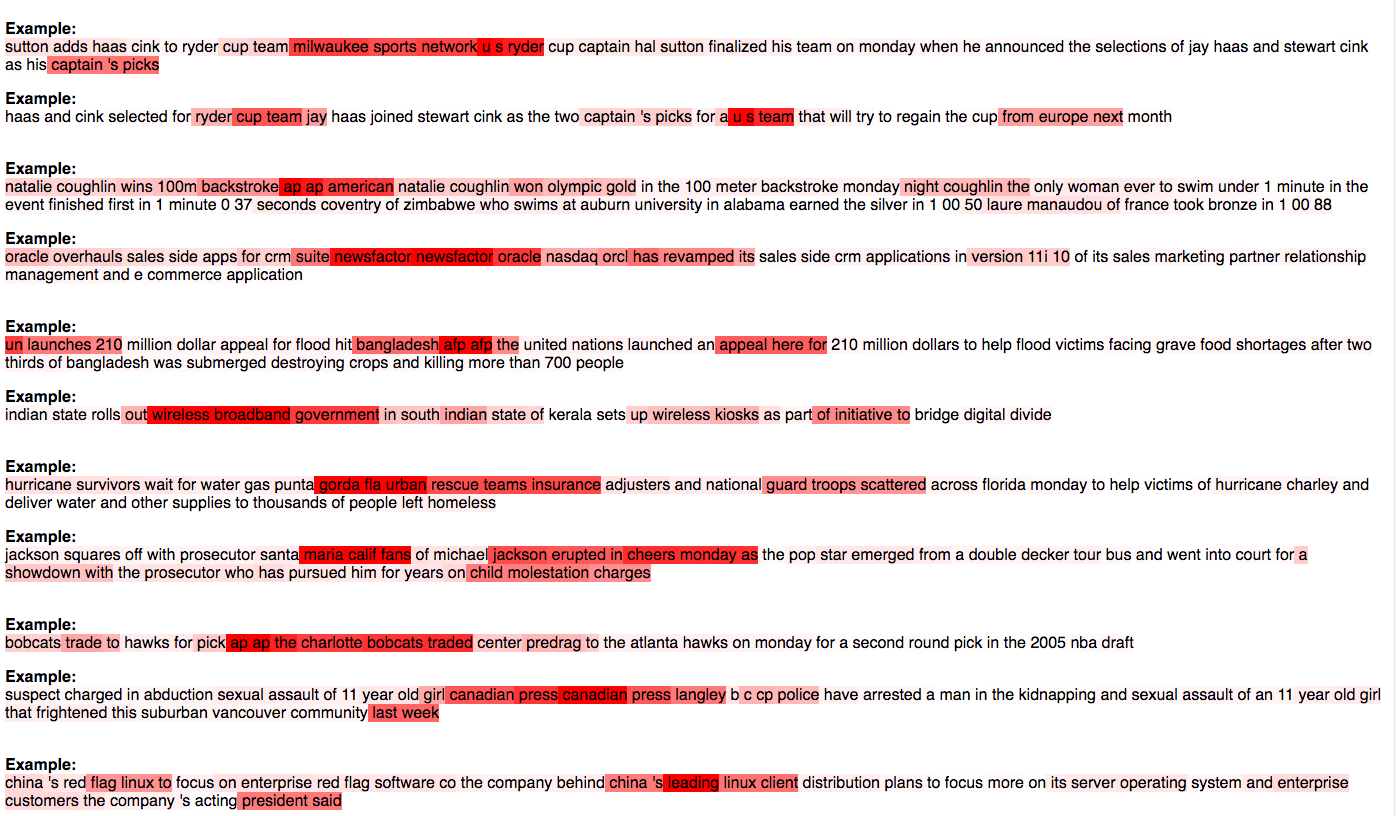 Example:
sutton adds haas cink to ryder cup team milwaukee sports network u s ryder cup captain hal sutton finalized his team on monday when he announced the selections of jay haas and stewart cink
as his captain 's picks
Example:
haas and cink selected for ryder cup team jay haas joined stewart cink as the two captain 's picks for a u s team that will try to regain the cup from europe next month
Example:
natalie coughlin wins 100m backstroke ap ap american natalie coughlin won olympic gold in the 100 meter backstroke monday night coughlin the only woman ever to swim under 1 minute in the
event finished first in 1 minute 0 37 seconds coventry of zimbabwe who swims at auburn university in alabama earned the silver in 1 00 50 laure manaudou of france took bronze in 1 00 88
Example:
oracle overhauls sales side apps for crm suite newsfactor newsfactor oracle nasdaq orcl has revamped its sales side crm applications in version 11i 10 of its sales marketing partner relationship
management and e commerce application
Example:
un launches 210 million dollar appeal for flood hit bangladesh afp afp the united nations launched an appeal here for 210 million dollars to help flood victims facing grave food shortages after two
thirds of bangladesh was submerged destroying crops and killing more than 700 people
Example:
indian state rolls out wireless broadband government in south indian state of kerala sets up wireless kiosks as part of initiative to bridge digital divide
Example:
hurricane survivors wait for water gas punta gorda fla urban rescue teams insurance adjusters and national guard troops scattered across florida monday to help victims of hurricane charley and
deliver water and other supplies to thousands of people left homeless
Example:
jackson squares off with prosecutor santa maria calif fans of michael jackson erupted in cheers monday as the pop star emerged from a double decker tour bus and went into court for a
showdown with the prosecutor who has pursued him for years on child molestation charges
Example:
bobcats trade to hawks for pick ap ap the charlotte bobcats traded center predrag to the atlanta hawks on monday for a second round pick in the 2005 nba draft
Example:
suspect charged in abduction sexual assault of 11 year old girl canadian press canadian press langley b c cp police have arrested a man in the kidnapping and sexual assault of an 11 year old girl
that frightened this suburban vancouver community last week
Example:
china 's red flag linux to focus on enterprise red flag software co the company behind china 's leading linux client distribution plans to focus more on its server operating system and enterprise
customers the company 's acting president said